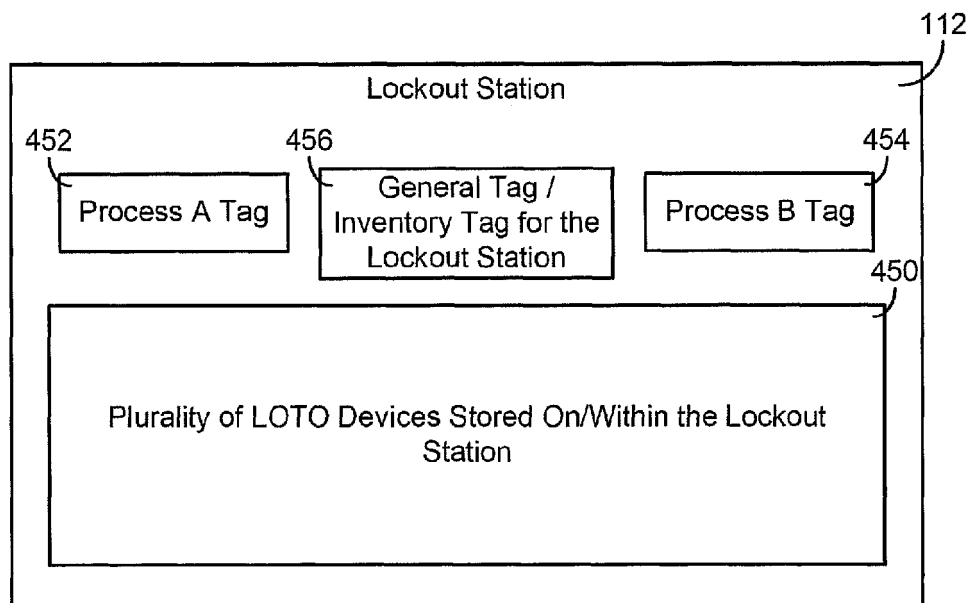 112
Lockout Station
452
456
454
Process A Tag
General Tag /
Inventory Tag for the
Lockout Station
Process B Tag
450
Plurality of LOTO Devices Stored On/Within the Lockout
Station